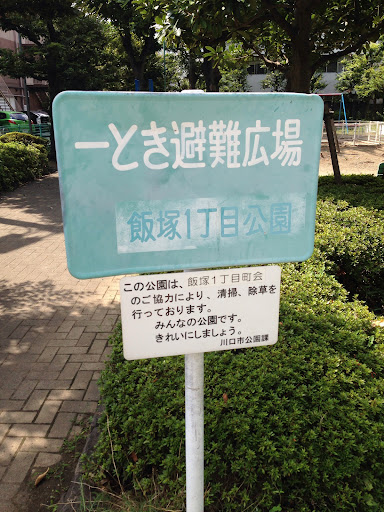 一とき避難広場
飯塚1丁目公園
この公園は、飯塚1丁目町会
のご協力により、清掃、除草を
行っております。
みんなの公園です。
きれいにしましょう。
川口市公園課